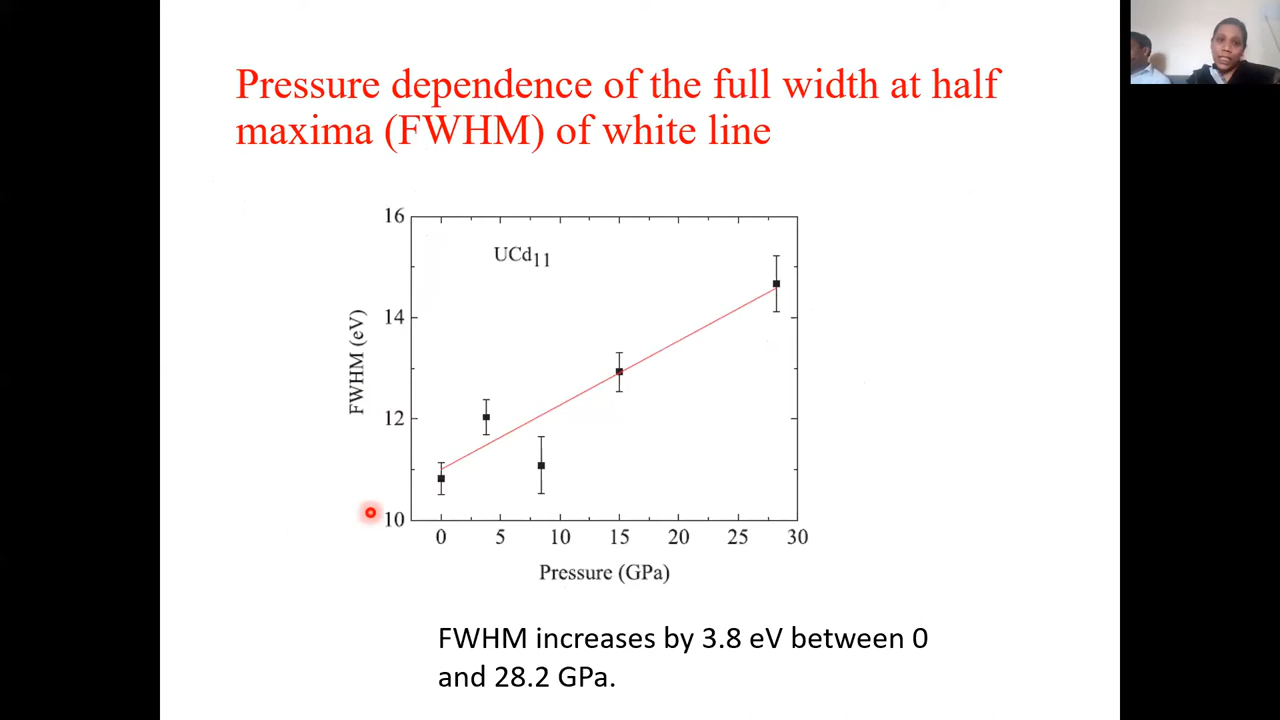 Pressure dependence of the full width at half
maxima (FWHM) of white line
16
UCd11
14
FWHM (eV)
12
10
0 5 10 15 20 25 30
Pressure (GPa)
FWHM increases by 3.8 eV between 0
and 28.2 GPa.